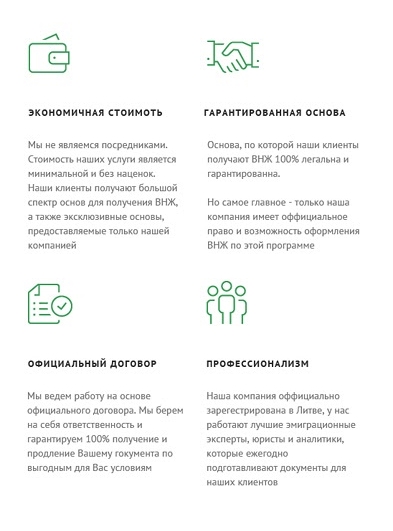 ЭКОНОМИЧНАЯ СТОИМОТЬ
Мы не являемся посредниками.
Стоимость наших услуги является
минимальной и без наценок.
Наши клиенты получают большой
спектр основ для получения ВНЖ,
а также эксклюзивные основы,
предоставляемые только нашей
компанией
ГАРАНТИРОВАННАЯ ОСНОВА
Основа, по которой наши клиенты
получают ВНЖ 100% легальна и
гарантированна.
Но самое главное - только наша
компания имеет оффициальное
право и возможность оформления
ВНЖ по этой программе
ОФИЦИАЛЬНЫЙ ДОГОВОР
Мы ведем работу на основе
официального договора. Мы берем
на себя ответственность и
гарантируем 100% получение и
продление Вашему гокумента по
выгодным для Вас условиям
ПРОФЕССИОНАЛИЗМ
Наша компания оффициально
зарегестрирована в Литве, у нас
работают лучшие эмиграционные
эксперты, юристы и аналитики,
которые ежегодно
подготавливают документы для
наших клиентов